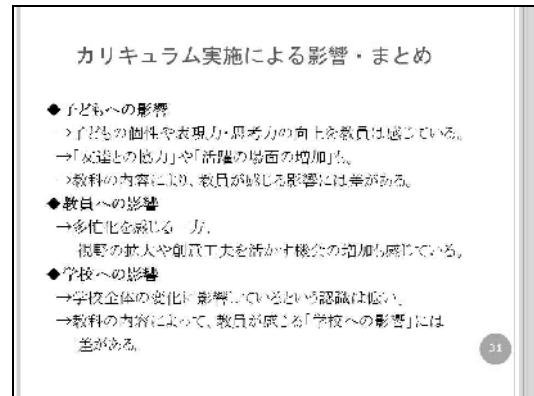 カリキュラム実施による影響・まとめ
◆子どもへの影響
→子どもの個性や表現力・思考力の向上を教員は感じている。
→「友達との協力」や「活躍の場面の増加」も。
→教科の内容により、教員が感じる影響には差がある。
◆教員への影響
→多忙化を感じる一方、
視野の拡大や創意工夫を活かす機会の増加も感じている。
◆学校への影響
→学校全体の変化に影響しているという認識は低い。
→教科の内容によって、教員が感じる「学校への影響」には
差がある。
31